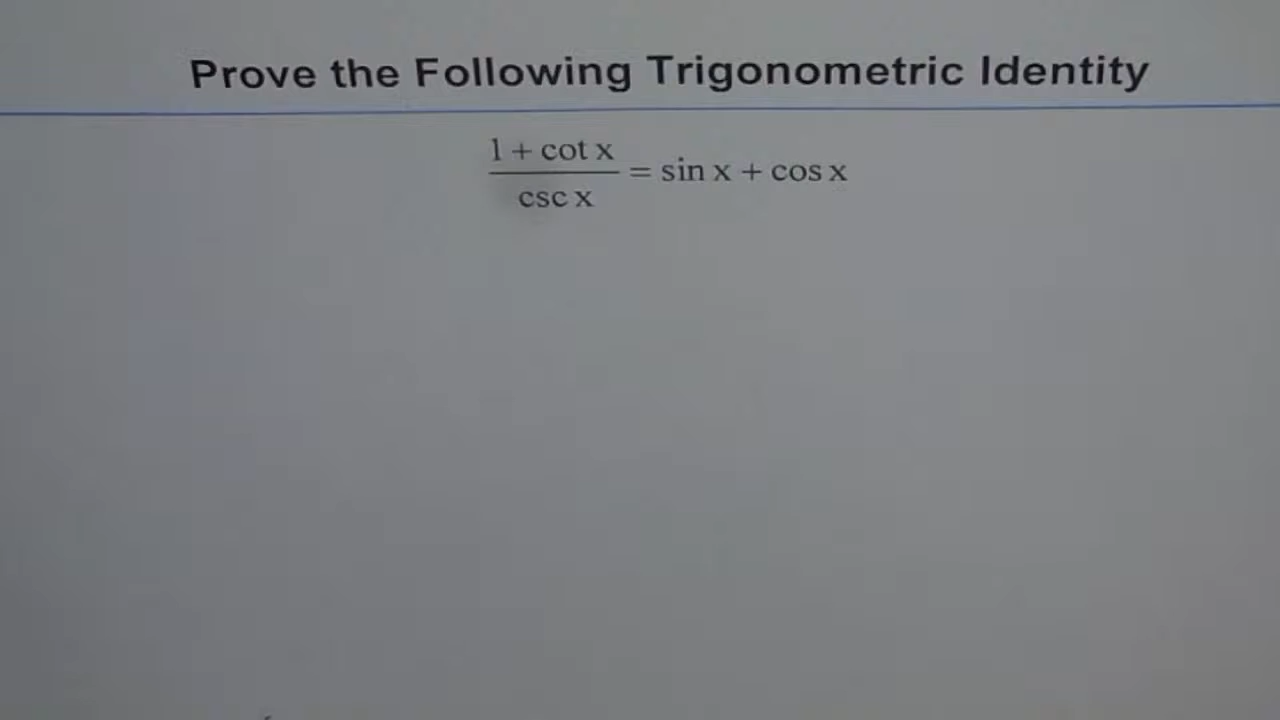 Prove the Following Trigonometric Identity
1 + cot x
csc x
= sin x + cos x